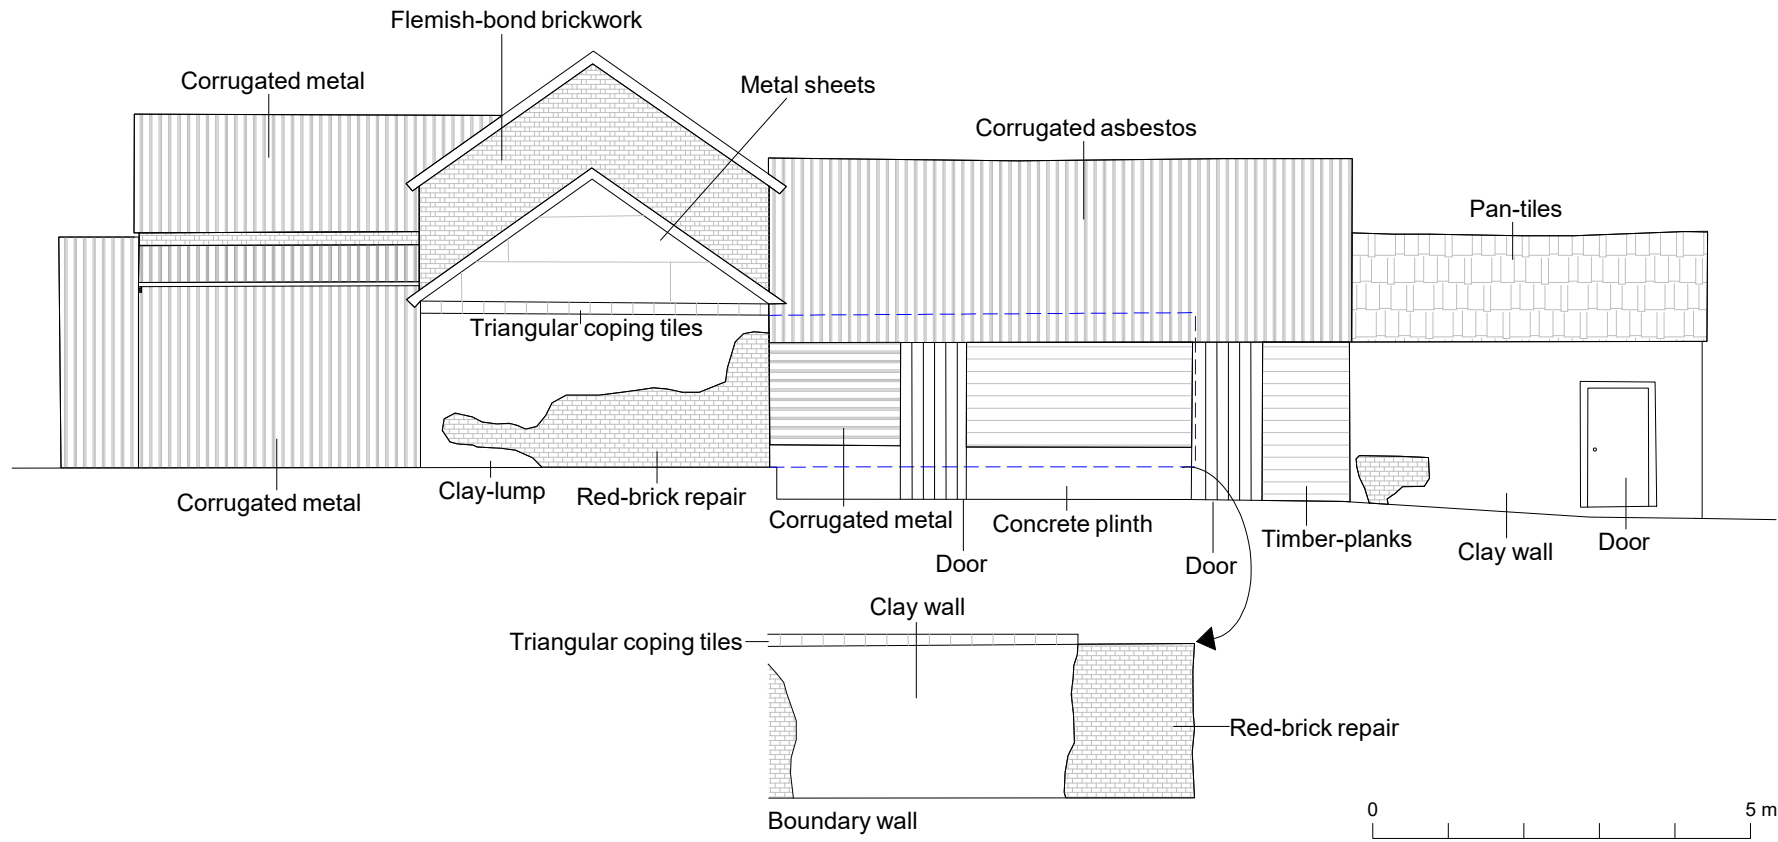 Flemish-bond brickwork
Corrugated metal
Metal sheets
Corrugated asbestos
Pan-tiles
Triangular coping tiles
Clay-lump
Red-brick repair
Corrugated metal
Corrugated metal
Concrete plinth
Timber-planks
Clay wall
Door
Door
Door
Clay wall
Triangular coping tiles
Red-brick repair
Boundary wall
0 5 m